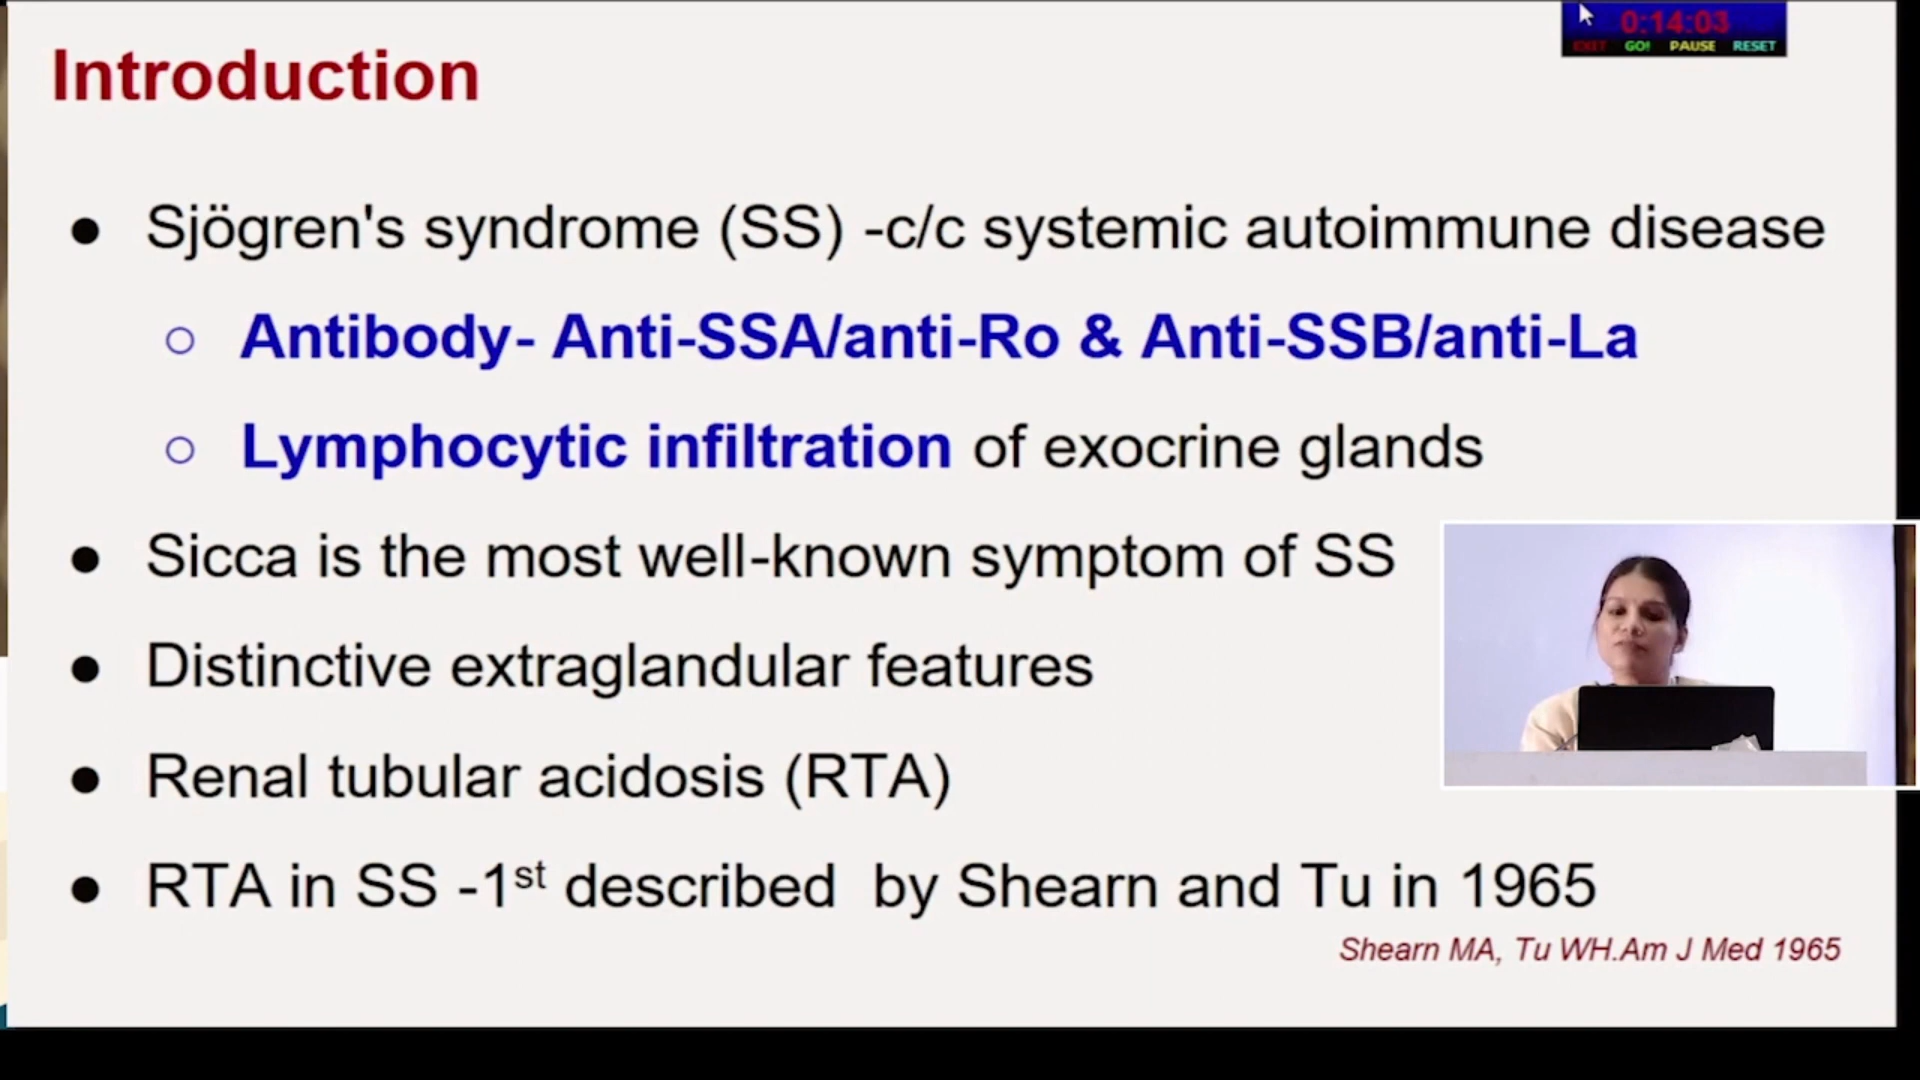 0:14:03
EXIT GO! PAUSE RESET
Introduction
● Sjögren's syndrome (SS) -c/c systemic autoimmune disease
○ Antibody- Anti-SSA/anti-Ro & Anti-SSB/anti-La
○ Lymphocytic infiltration of exocrine glands
● Sicca is the most well-known symptom of SS
● Distinctive extraglandular features
● Renal tubular acidosis (RTA)
● RTA in SS -1st described by Shearn and Tu in 1965
Shearn MA, Tu WH.Am J Med 1965